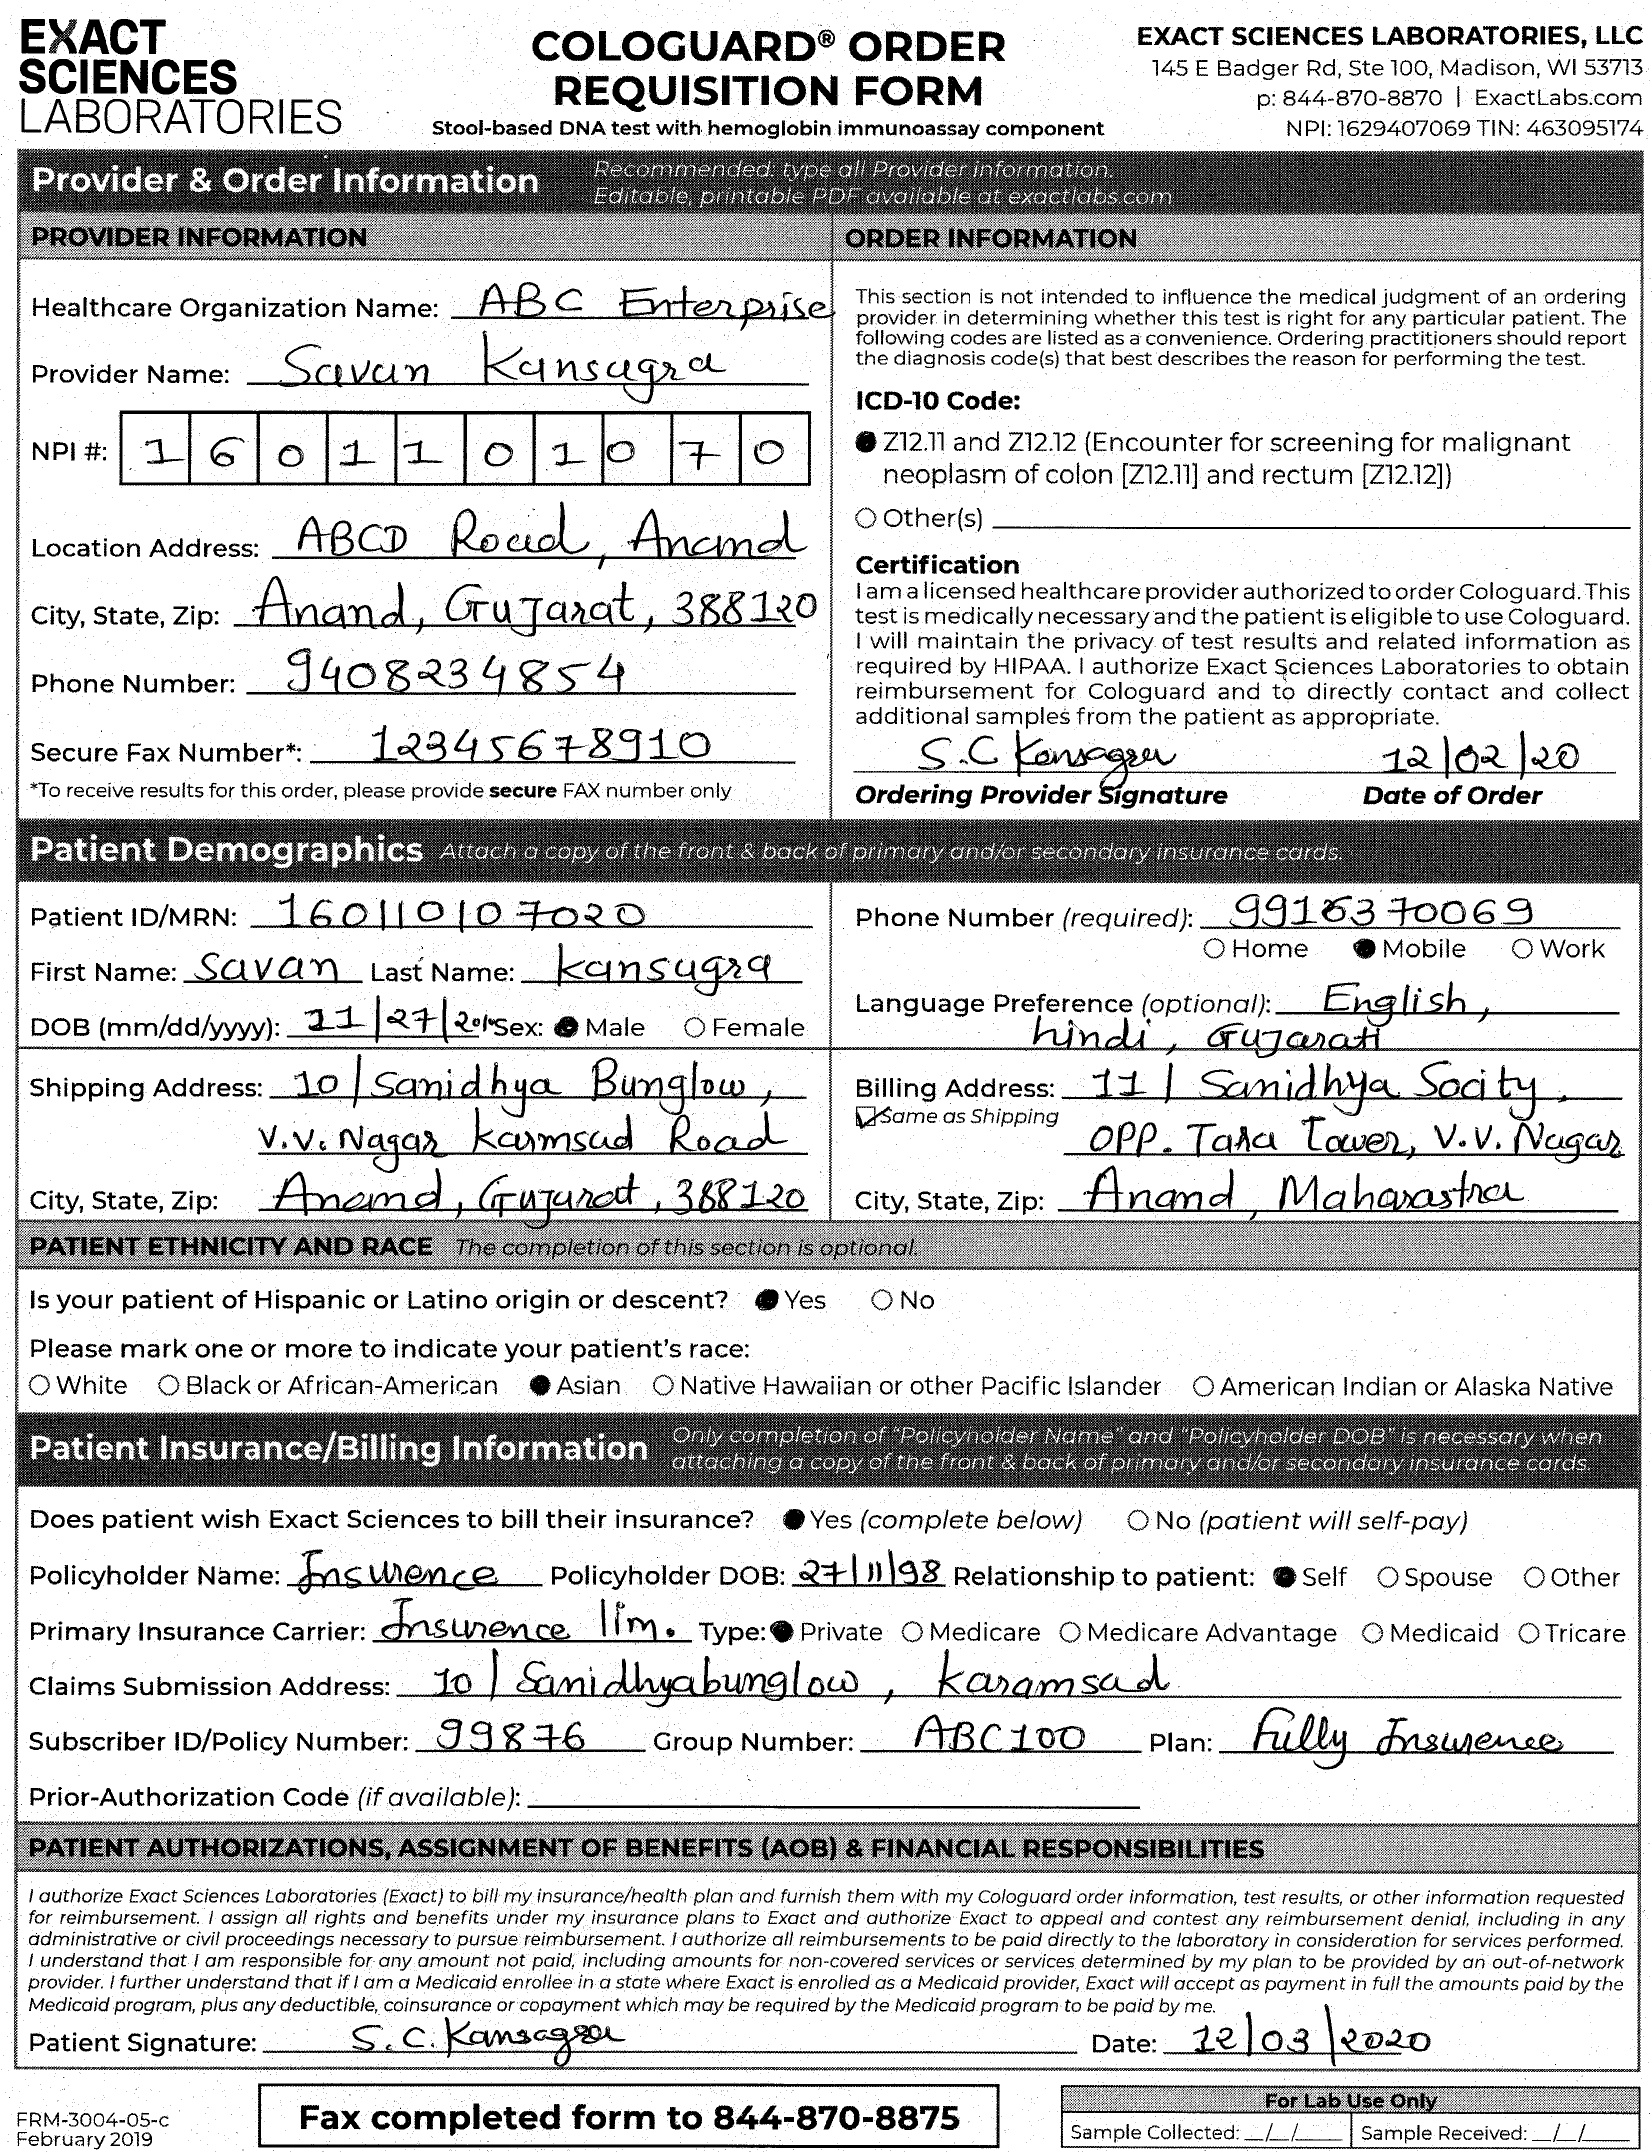 EXACT
SCIENCES
LABORATORIES
COLOGUARD® ORDER
REQUISITION FORM
Stool-based DNA test with hemoglobin immunoassay component
EXACT SCIENCES LABORATORIES, LLC
145 E Badger Rd, Ste 100, Madison, WI 53713
p: 844-870-8870 | ExactLabs.com
NPI: 1629407069 TIN: 463095174
Provider & Order Information Recommended: type all Provider information.
Editable, printable PDF available at exactlabs.com
PROVIDER INFORMATION
Healthcare Organization Name: ABC Enterprise
Provider Name: Savan Kansagra
NPI #: 1 6 0 1 1 0 1 0 7 0
Location Address: ABCD Road, Anand
City, State, Zip: Anand, Gujarat, 388120
Phone Number: 9408234854
Secure Fax Number*: 12345678910
*To receive results for this order, please provide secure FAX number only
ORDER INFORMATION
This section is not intended to influence the medical judgment of an ordering
provider in determining whether this test is right for any particular patient. The
following codes are listed as a convenience. Ordering practitioners should report
the diagnosis code(s) that best describes the reason for performing the test.
ICD-10 Code:
Z12.11 and Z12.12 (Encounter for screening for malignant
neoplasm of colon [Z12.11] and rectum [Z12.12])
Other(s)
Certification
I am a licensed healthcare provider authorized to order Cologuard. This
test is medically necessary and the patient is eligible to use Cologuard.
I will maintain the privacy of test results and related information as
required by HIPAA. I authorize Exact Sciences Laboratories to obtain
reimbursement for Cologuard and to directly contact and collect
additional samples from the patient as appropriate.
S.C Kansagra 12/02/20
Ordering Provider Signature Date of Order
Patient Demographics Attach a copy of the front & back of primary and/or secondary insurance cards.
Patient ID/MRN: 160110107020
First Name: Savan Last Name: kansagra
DOB (mm/dd/yyyy): 11/27/ Sex: Male Female
Phone Number (required):
Home Mobile Work
Language Preference (optional): English,
hindi, Gujarati
Shipping Address: 10/Sanidhya Bunglow,
V.V. Nagar Karmsad Road
City, State, Zip: Anand, Gujarat, 388120
Billing Address: 11/ Sanidhya Socity,
Same as Shipping
OPP. Tara Tower, V.V. Nagar
City, State, Zip: Anand, Maharastra
PATIENT ETHNICITY AND RACE The completion of this section is optional.
Is your patient of Hispanic or Latino origin or descent? Yes No
Please mark one or more to indicate your patient's race:
White Black or African-American Asian Native Hawaiian or other Pacific Islander American Indian or Alaska Native
Patient Insurance/Billing Information Only completion of "Policyholder Name" and "Policyholder DOB" is necessary when
attaching a copy of the front & back of primary and/or secondary insurance cards.
Does patient wish Exact Sciences to bill their insurance? Yes (complete below) No (patient will self-pay)
Policyholder Name: Insurence Policyholder DOB: 27/11/98 Relationship to patient: Self Spouse Other
Primary Insurance Carrier: Insurence lim. Type: Private Medicare Medicare Advantage Medicaid Tricare
Claims Submission Address: 10/Sanidhyabunglow, karamsad
Subscriber ID/Policy Number: 99876 Group Number: ABC100 Plan: Fully Insurence
Prior-Authorization Code (if available):
PATIENT AUTHORIZATIONS, ASSIGNMENT OF BENEFITS (AOB) & FINANCIAL RESPONSIBILITIES
I authorize Exact Sciences Laboratories (Exact) to bill my insurance/health plan and furnish them with my Cologuard order information, test results, or other information requested
for reimbursement. I assign all rights and benefits under my insurance plans to Exact and authorize Exact to appeal and contest any reimbursement denial, including in any
administrative or civil proceedings necessary to pursue reimbursement. I authorize all reimbursements to be paid directly to the laboratory in consideration for services performed.
I understand that I am responsible for any amount not paid, including amounts for non-covered services or services determined by my plan to be provided by an out-of-network
provider. I further understand that if I am a Medicaid enrollee in a state where Exact is enrolled as a Medicaid provider, Exact will accept as payment in full the amounts paid by the
Medicaid program, plus any deductible, coinsurance or copayment which may be required by the Medicaid program to be paid by me.
Patient Signature: S.C. Kansagra Date: 12/03/2020
FRM-3004-05-c
February 2019
Fax completed form to 844-870-8875
For Lab Use Only
Sample Collected: _/_/_ Sample Received: _/_/_